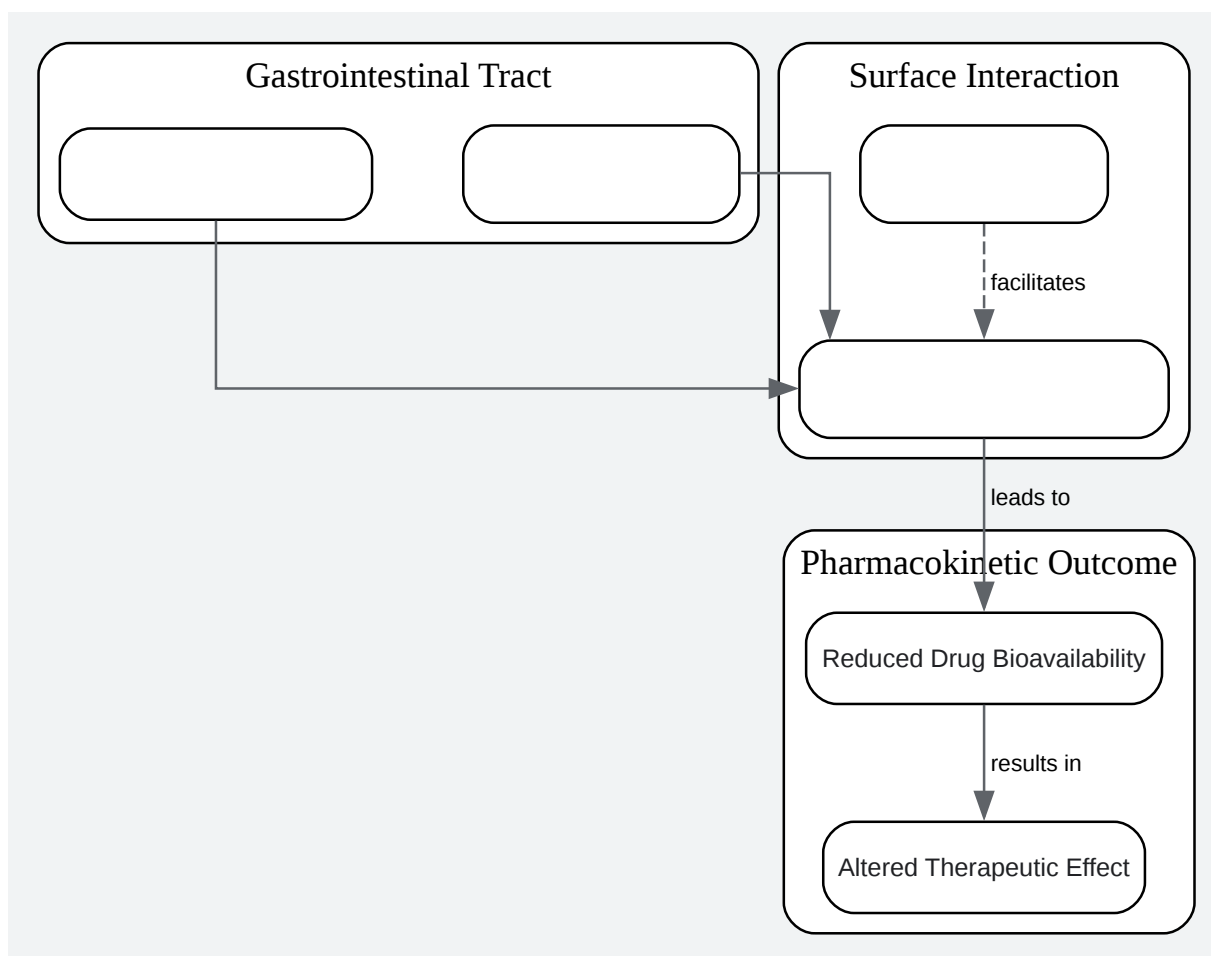 Gastrointestinal Tract
Surface Interaction
facilitates
leads to
Pharmacokinetic Outcome
Reduced Drug Bioavailability
results in
Altered Therapeutic Effect